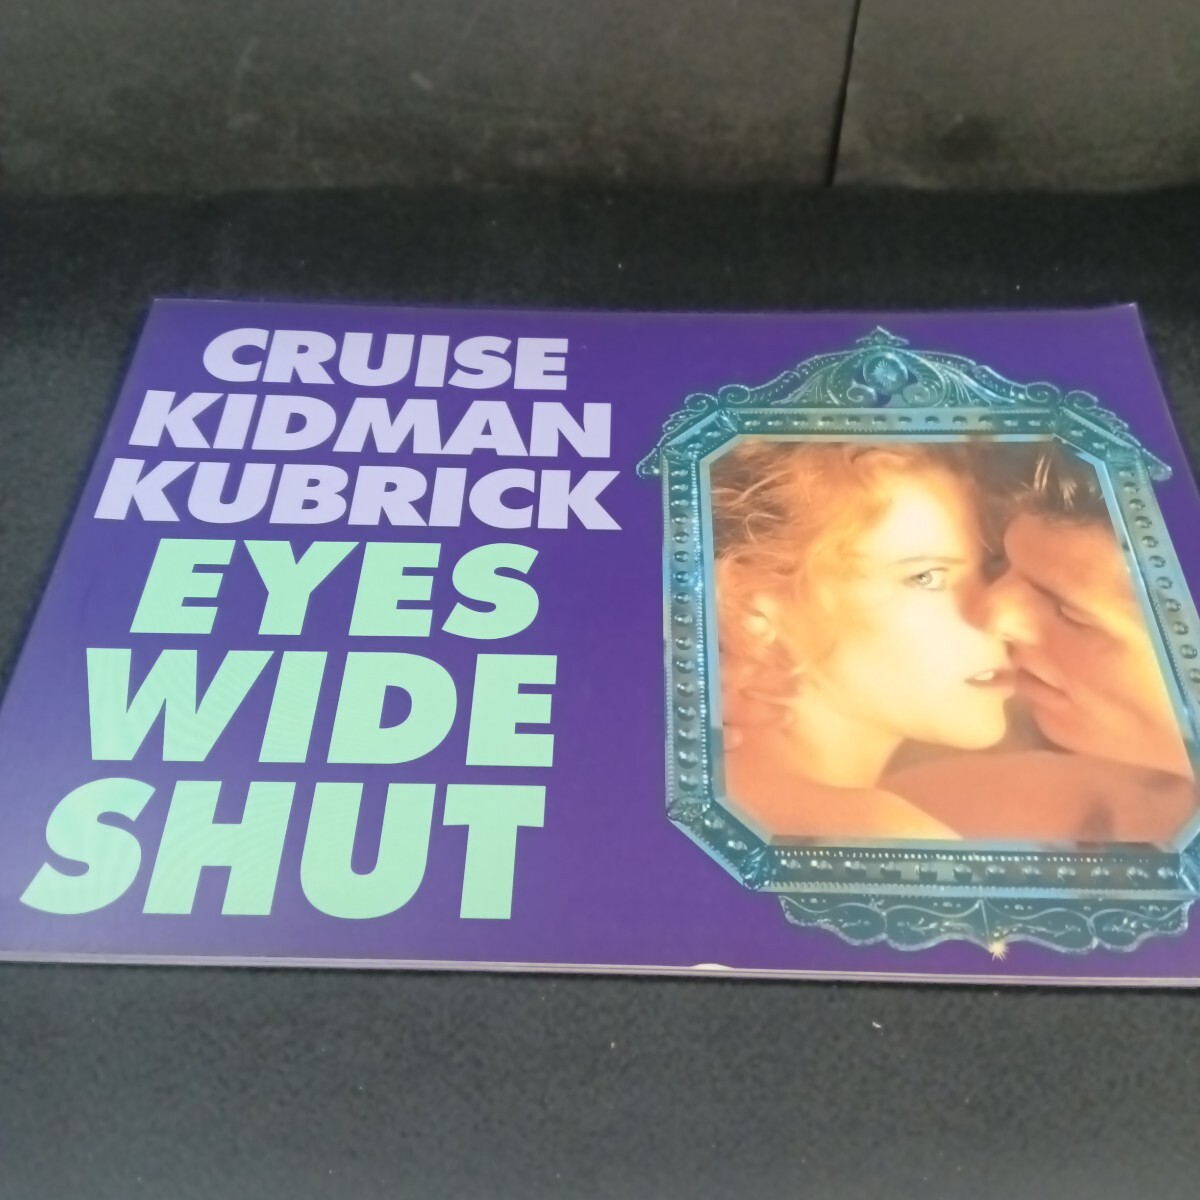 CRUISE
KIDMAN
KUBRICK
EYES
WIDE
SHUT